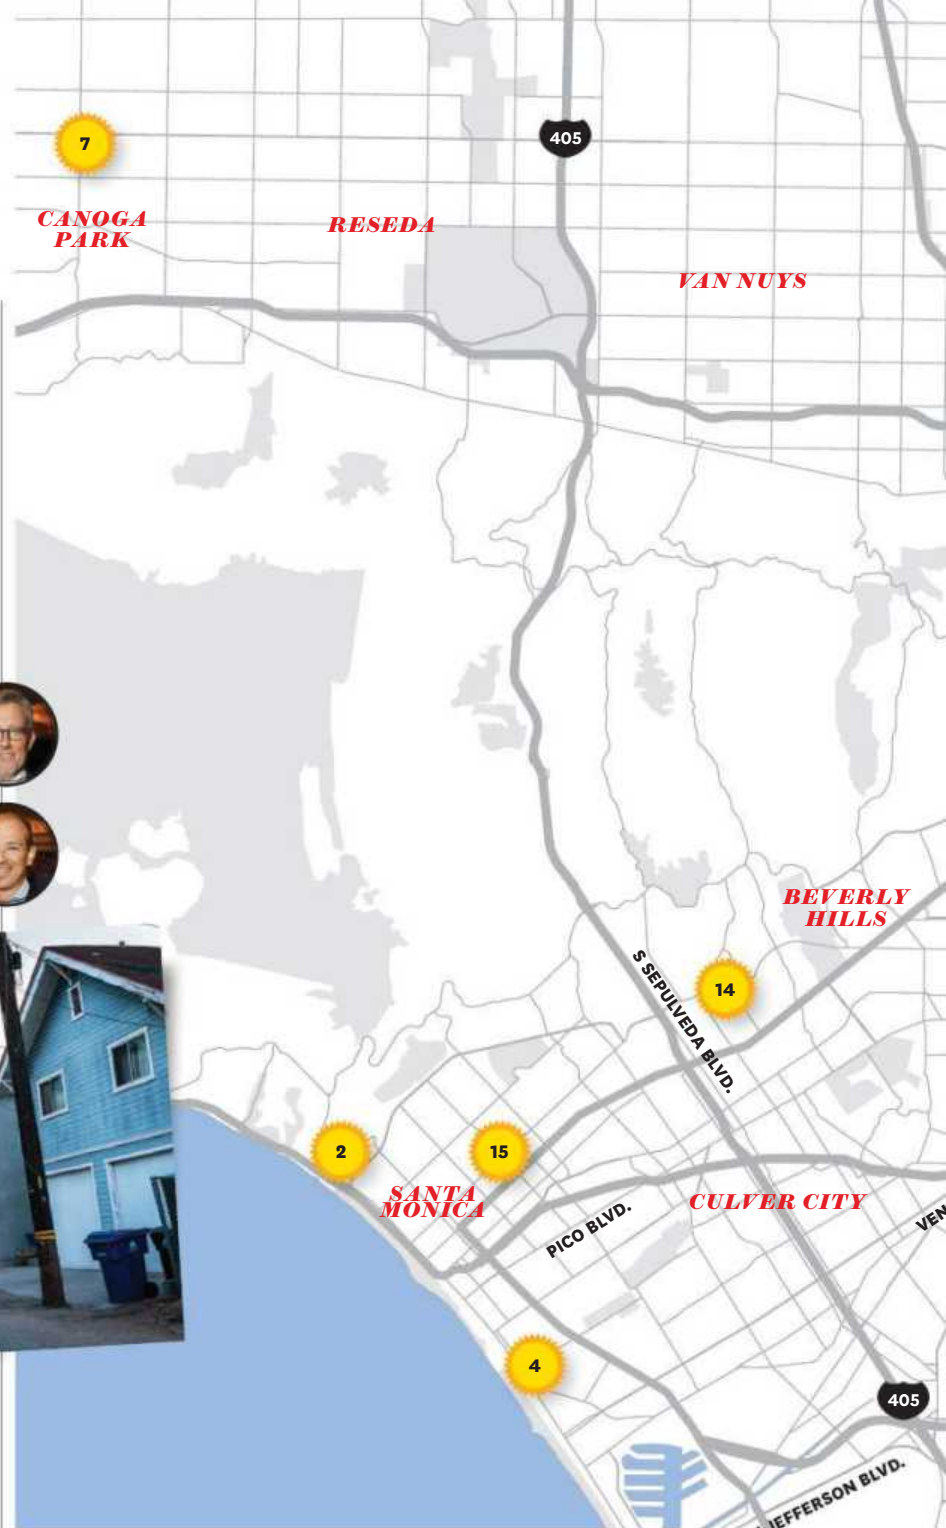 405
7
CANOGA
PARK
RESEDA
VAN NUYS
BEVERLY
HILLS
S SEPULVEDA BLVD.
14
2
15
SANTA
MONICA
CULVER CITY
PICO BLVD.
VEN
4
405
JEFFERSON BLVD.